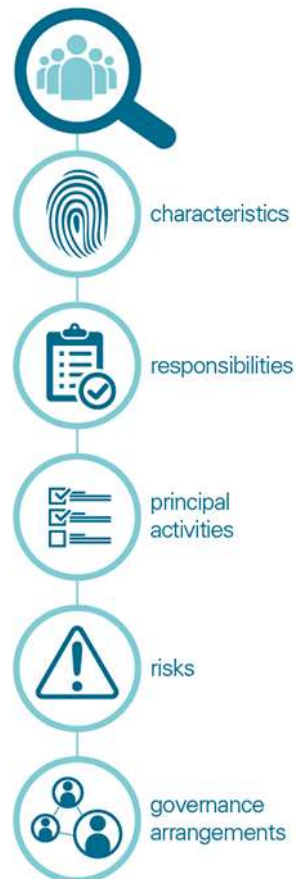 characteristics
responsibilities
principal
activities
risks
governance
arrangements